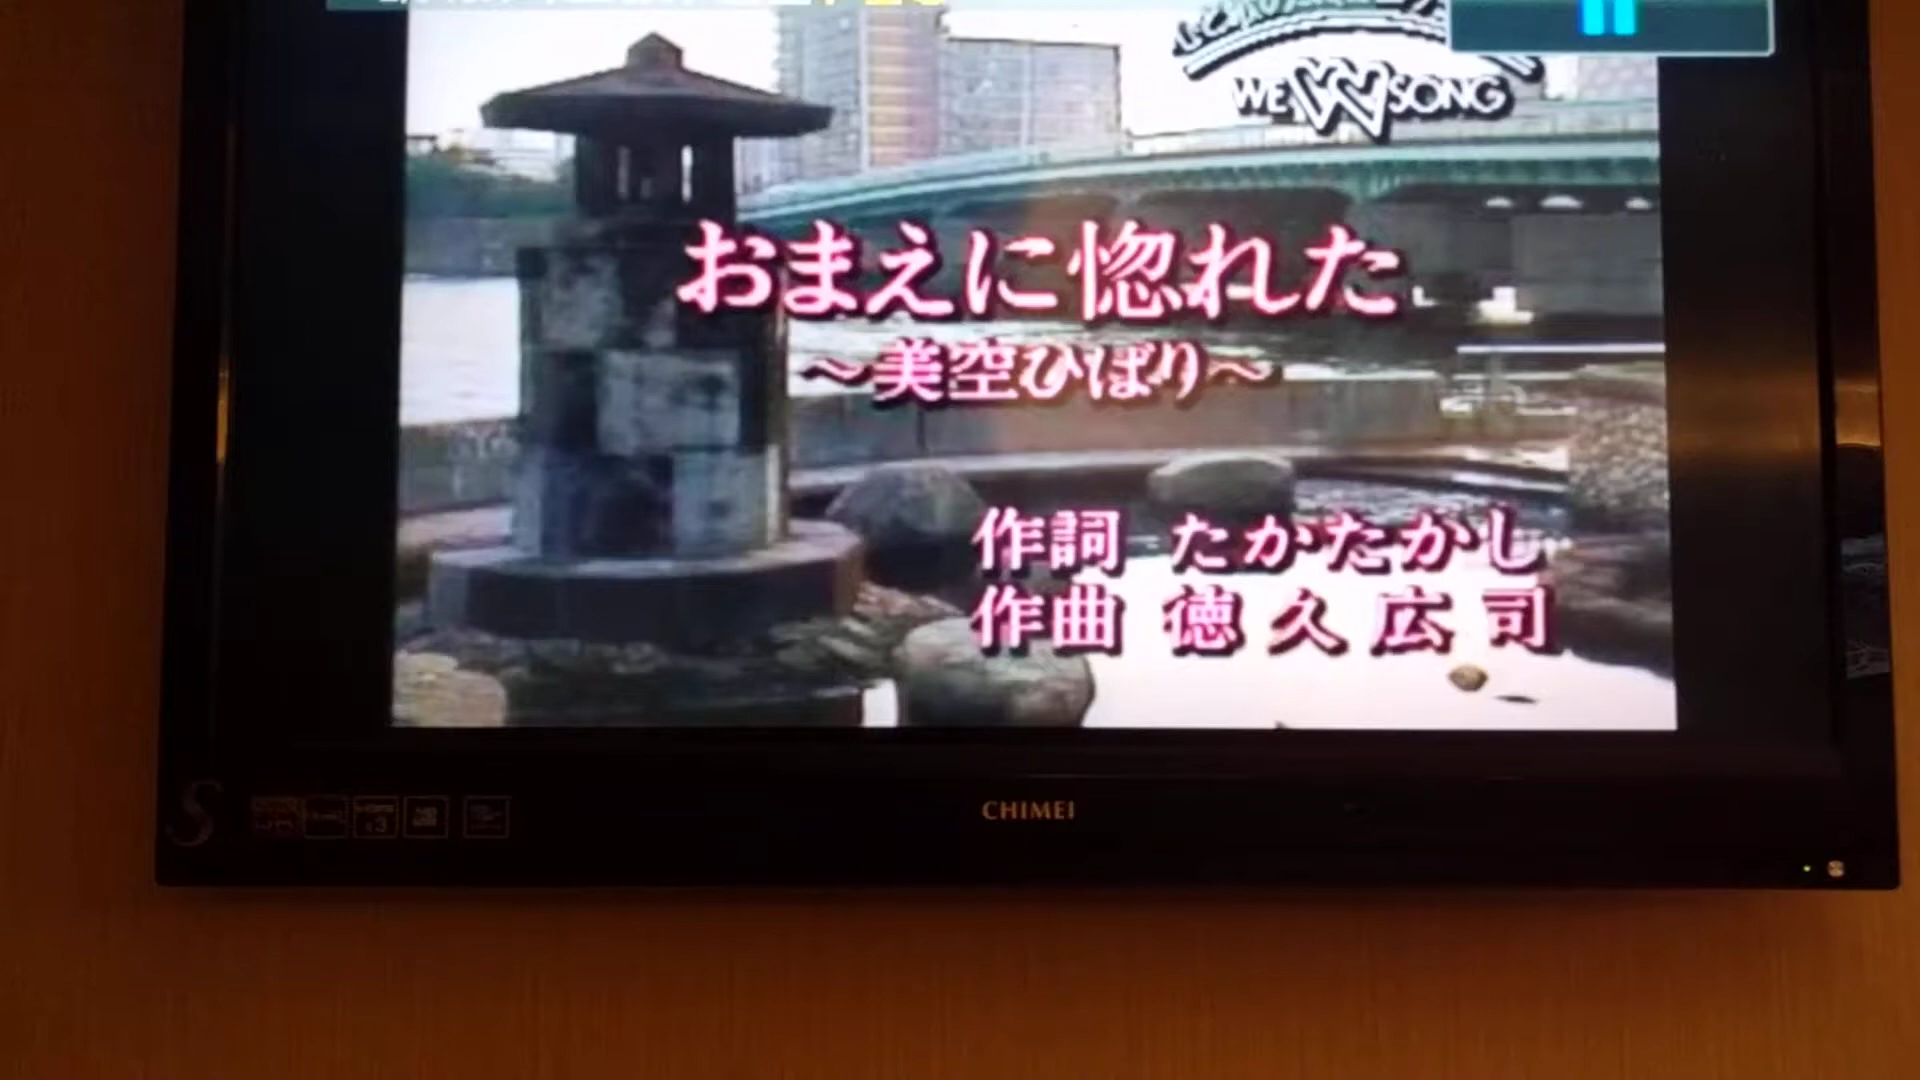 WE SONG
おまえに惚れた
～美空ひばり～
作詞 たかたかし
作曲 徳久広司
CHIMEI